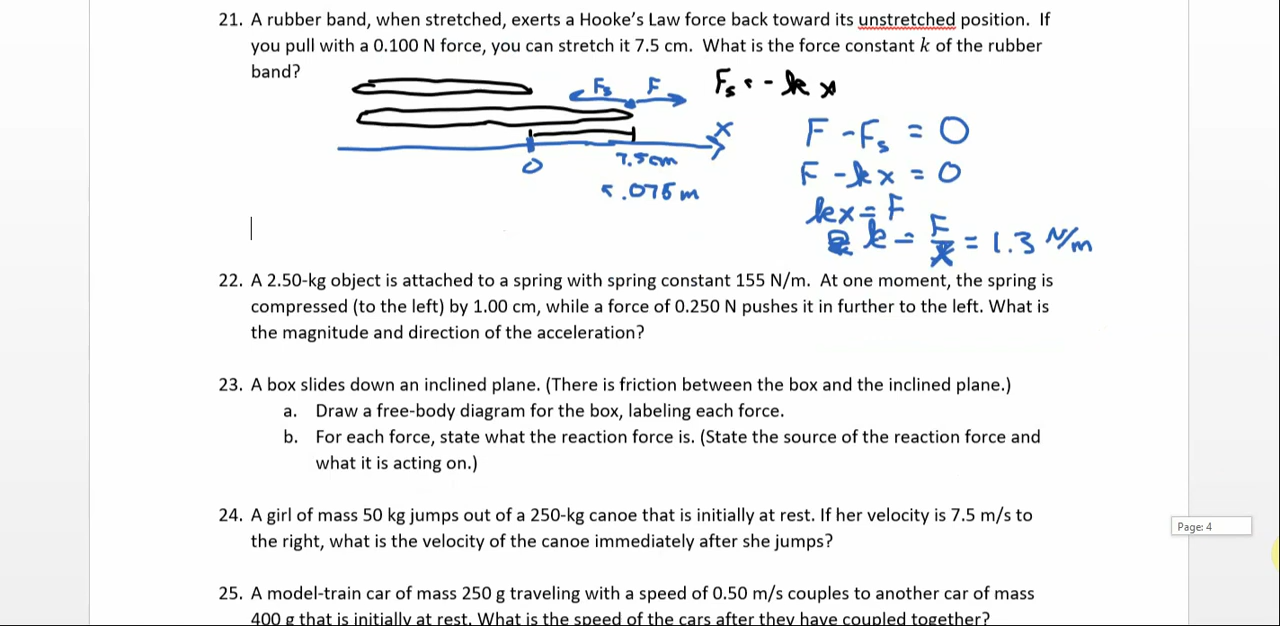 21. A rubber band, when stretched, exerts a Hooke's Law force back toward its unstretched position. If
you pull with a 0.100 N force, you can stretch it 7.5 cm. What is the force constant k of the rubber
band?
Fs F
Fs = - k x
x
0
7.5cm
.075 m
F - Fs = 0
F - kx = 0
kx = F
k = F/x = 1.3 N/m
22. A 2.50-kg object is attached to a spring with spring constant 155 N/m. At one moment, the spring is
compressed (to the left) by 1.00 cm, while a force of 0.250 N pushes it in further to the left. What is
the magnitude and direction of the acceleration?
23. A box slides down an inclined plane. (There is friction between the box and the inclined plane.)
a. Draw a free-body diagram for the box, labeling each force.
b. For each force, state what the reaction force is. (State the source of the reaction force and
what it is acting on.)
24. A girl of mass 50 kg jumps out of a 250-kg canoe that is initially at rest. If her velocity is 7.5 m/s to
the right, what is the velocity of the canoe immediately after she jumps?
Page: 4
25. A model-train car of mass 250 g traveling with a speed of 0.50 m/s couples to another car of mass
400 g that is initially at rest. What is the speed of the cars after they have coupled together?